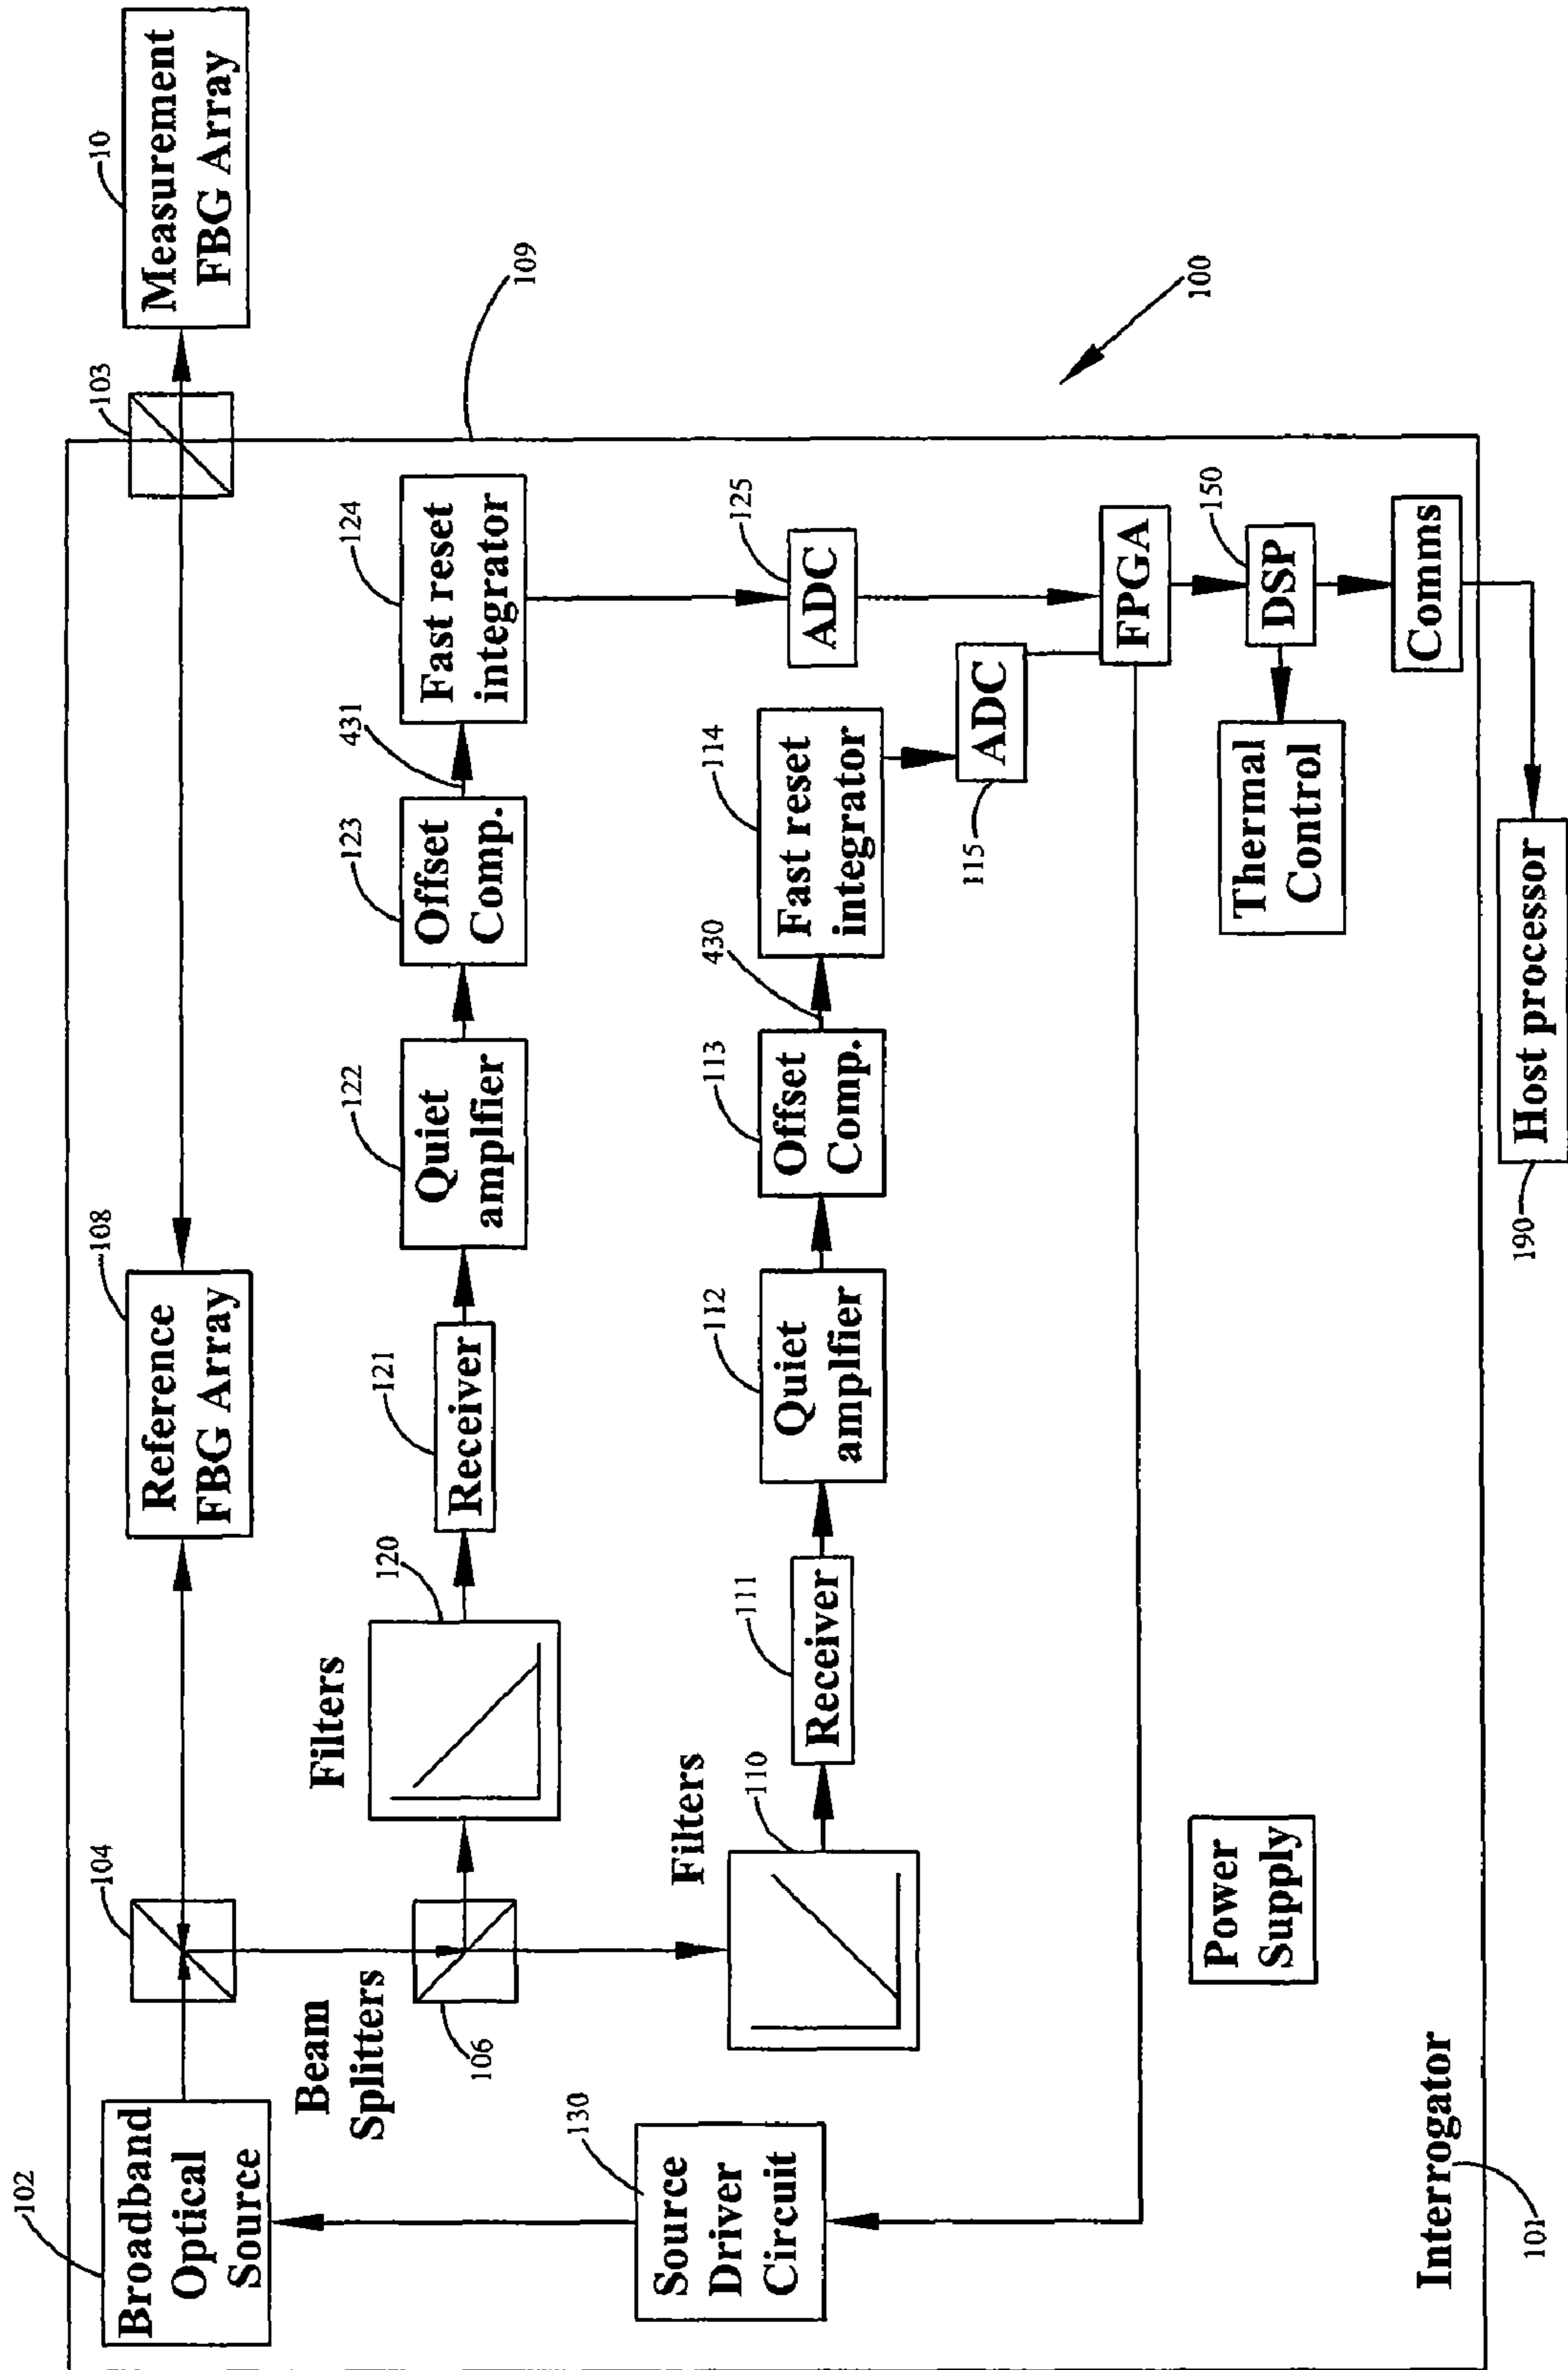 102
Broadband
Optical
Source
104
108
Reference
FBG Array
103
10
Measurement
FBG Array
Beam
Splitters
106
Filters
120
121
Receiver
122
Quiet
amplfier
123
Offset
Comp.
431
124
Fast reset
integrator
109
130
Source
Driver
Circuit
Filters
110
111
Receiver
112
Quiet
amplfier
113
Offset
Comp.
430
114
Fast reset
integrator
125
ADC
115
ADC
FPGA
100
Power
Supply
Thermal
Control
150
DSP
Comms
Interrogator
101
190
Host processor